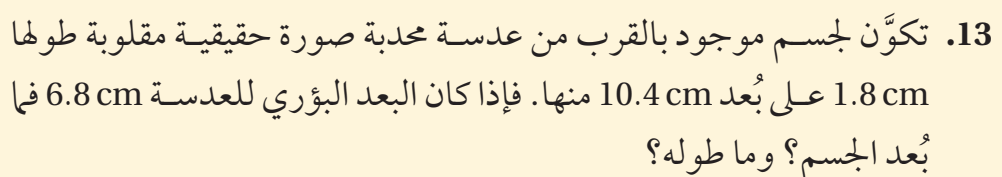 13. تكوَّن لجسم موجود بالقرب من عدسة محدبة صورة حقيقية مقلوبة طولها
1.8 cm على بُعد 10.4 cm منها. فإذا كان البعد البؤري للعدسة 6.8 cm فما
بُعد الجسم؟ وما طوله؟